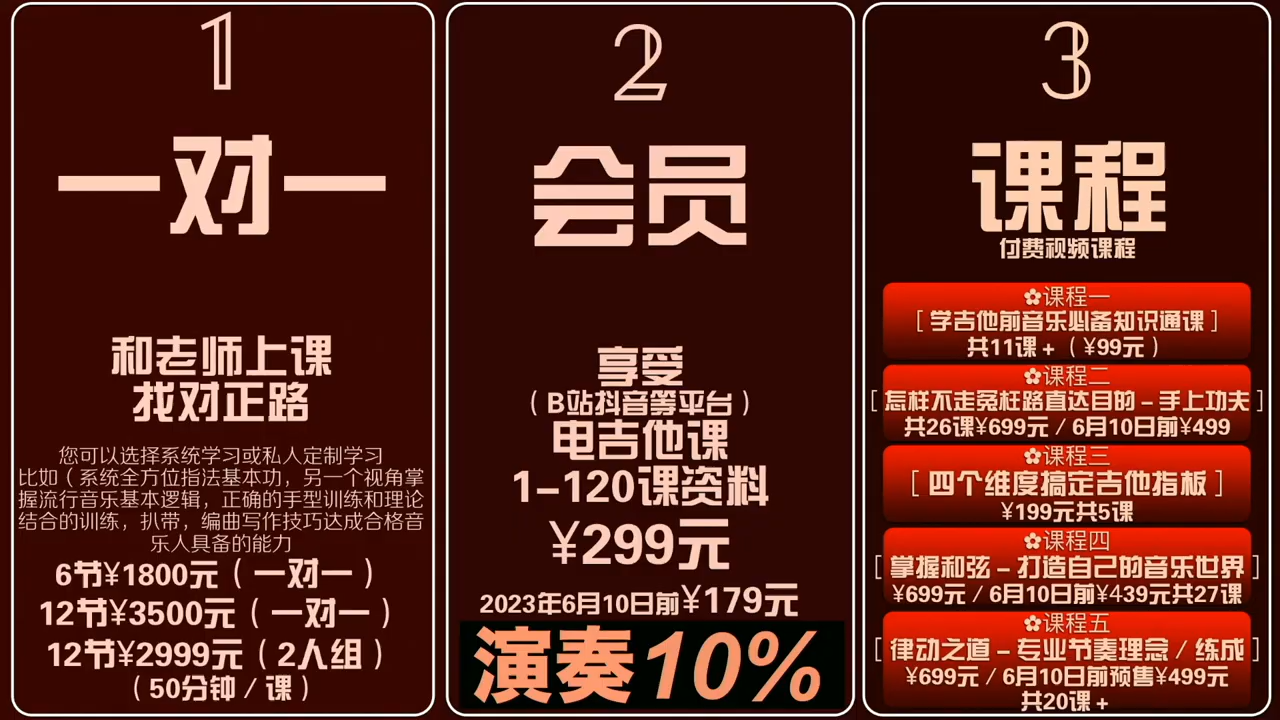 1
一对一
和老师上课
找对正路
您可以选择系统学习或私人定制学习
比如（系统全方位指法基本功，另一个视角掌
握流行音乐基本逻辑，正确的手型训练和理论
结合的训练，扒带，编曲写作技巧达成合格音
乐人具备的能力
6节¥1800元（一对一）
12节¥3500元（一对一）
12节¥2999元（2人组）
（50分钟/课）
2
会员
享受
（B站抖音等平台）
电吉他课
1-120课资料
¥299元
2023年6月10日前¥179元
演奏10%
3
课程
付费视频课程
✿课程一
[ 学吉他前音乐必备知识通课 ]
共11课+（¥99元）
✿课程二
[ 怎样不走冤枉路直达目的-手上功夫 ]
共26课¥699元/6月10日前¥499
✿课程三
[ 四个维度搞定吉他指板 ]
¥199元共5课
✿课程四
[ 掌握和弦-打造自己的音乐世界 ]
¥699元/6月10日前¥439元共27课
✿课程五
[ 律动之道-专业节奏理念/练成 ]
¥699元/6月10日前预售¥499元
共20课+